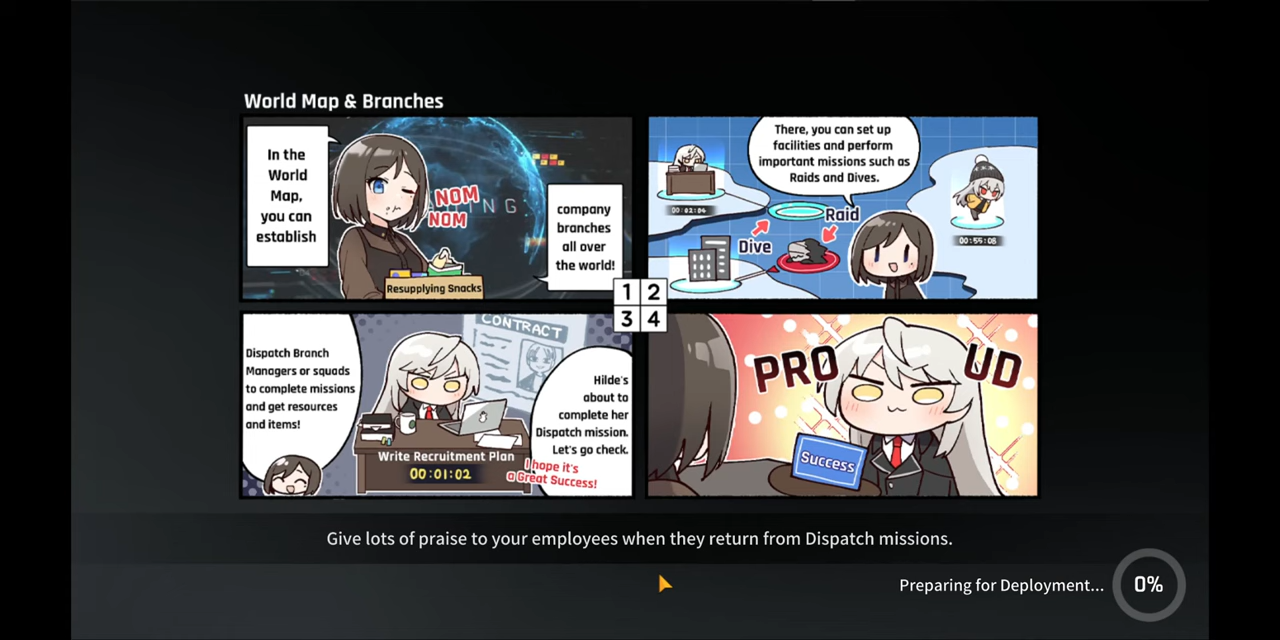 World Map & Branches
In the
World
Map,
you can
establish
NOM
NOM
company
branches
all over
the world!
Resupplying Snacks
There, you can set up
facilities and perform
important missions such as
Raids and Dives.
00:02:04
Raid
Dive
00:55:08
1 2
3 4
Dispatch Branch
Managers or squads
to complete missions
and get resources
and items!
CONTRACT
Write Recruitment Plan
00:01:02
Hilde's
about to
complete her
Dispatch mission.
Let's go check.
I hope it's
a Great Success!
PRO UD
Success
Give lots of praise to your employees when they return from Dispatch missions.
Preparing for Deployment... 0%